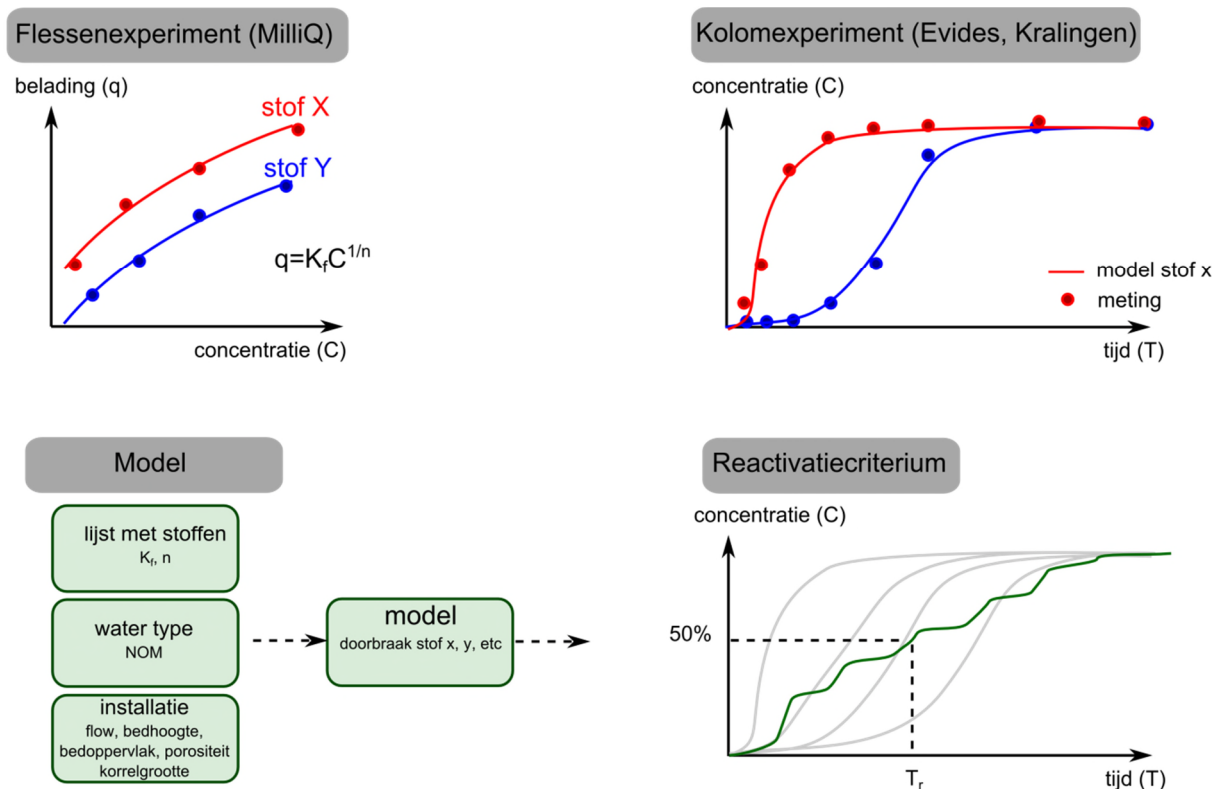 Flessenexperiment (MilliQ)
belading (q)
stof X
stof Y
q=KfC1/n
concentratie (C)
Kolomexperiment (Evides, Kralingen)
concentratie (C)
model stof x
meting
tijd (T)
Model
lijst met stoffen
Kf, n
water type
NOM
installatie
flow, bedhoogte,
bedoppervlak, porositeit
korrelgrootte
model
doorbraak stof x, y, etc
Reactivatiecriterium
concentratie (C)
50%
Tr
tijd (T)